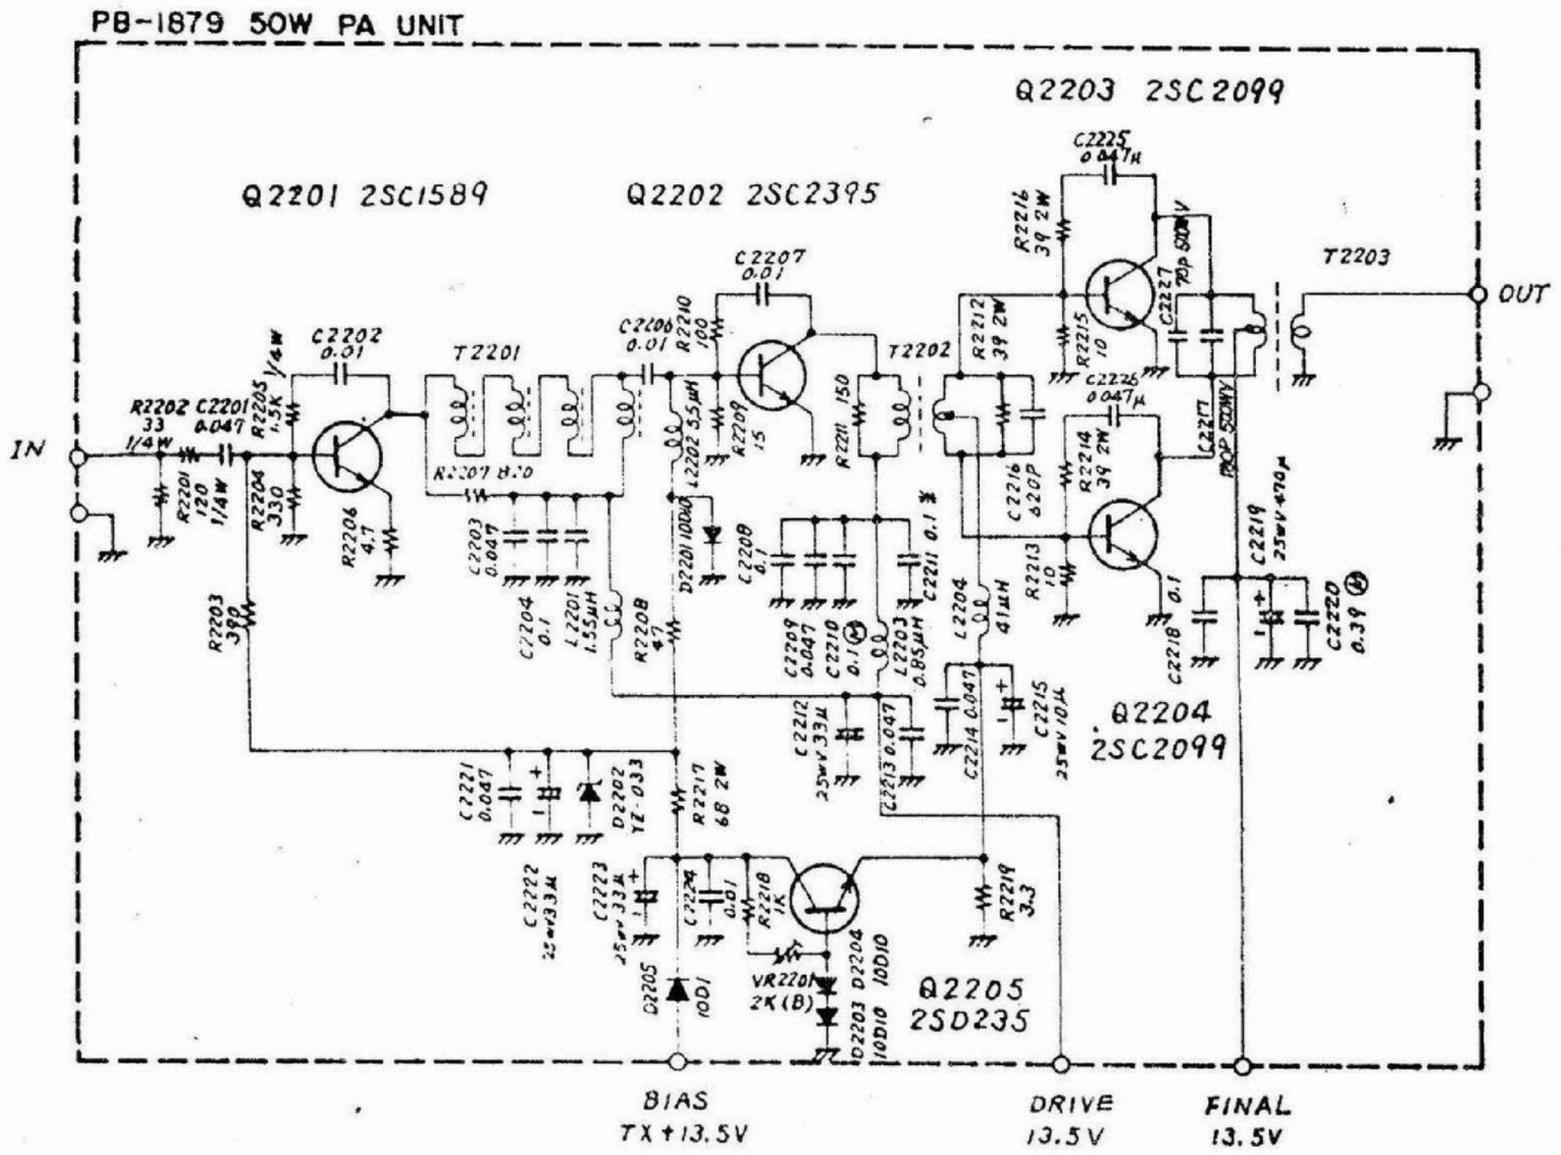 PB-1879 50W PA UNIT
Q2203 2SC2099
Q2201 2SC1589
Q2202 2SC2395
C2225
0.047μ
R2216
39 2W
C2227
70p 500WV
T2203
OUT
C2207
0.01
C2202
0.01
T2201
C2206
0.01
R2210
100
T2202
R2212
39 2W
R2215
10
C2226
0.047μ
R2205
1.5K
1/4W
R2202
33
1/4W
C2201
0.047
IN
R2201
120
1/4W
R2204
330
R2206
4.7
R2207 820
L2202 5.5μH
R2209
15
R2211 150
C2216
620P
R2214
39 2W
C2217
500WV
C2219
25WV 470μ
C2203
0.047
C2204
0.1
L2201
1.55μH
R2208
47
D2201 10D10
C2208
0.1
C2209
0.047
C2210
0.1 M
C2211 0.1 *
L2203
0.85μH
L2204
41μH
R2213
10
C2218 0.1
C2220
0.39 M
R2203
390
C2212
25WV 33μ
C2213 0.047
C2214 0.047
C2215
25WV 10μ
Q2204
2SC2099
C2221
0.047
C2222
25WV33μ
D2202
YZ-033
R2217
68 2W
C2223
25WV33μ
C2224
0.01
R2218
1K
VR2201
2K(B)
D2204
10D10
D2203
10D10
R2219
3.3
Q2205
2SD235
D2205
10D1
BIAS
TX+13.5V
DRIVE
13.5V
FINAL
13.5V